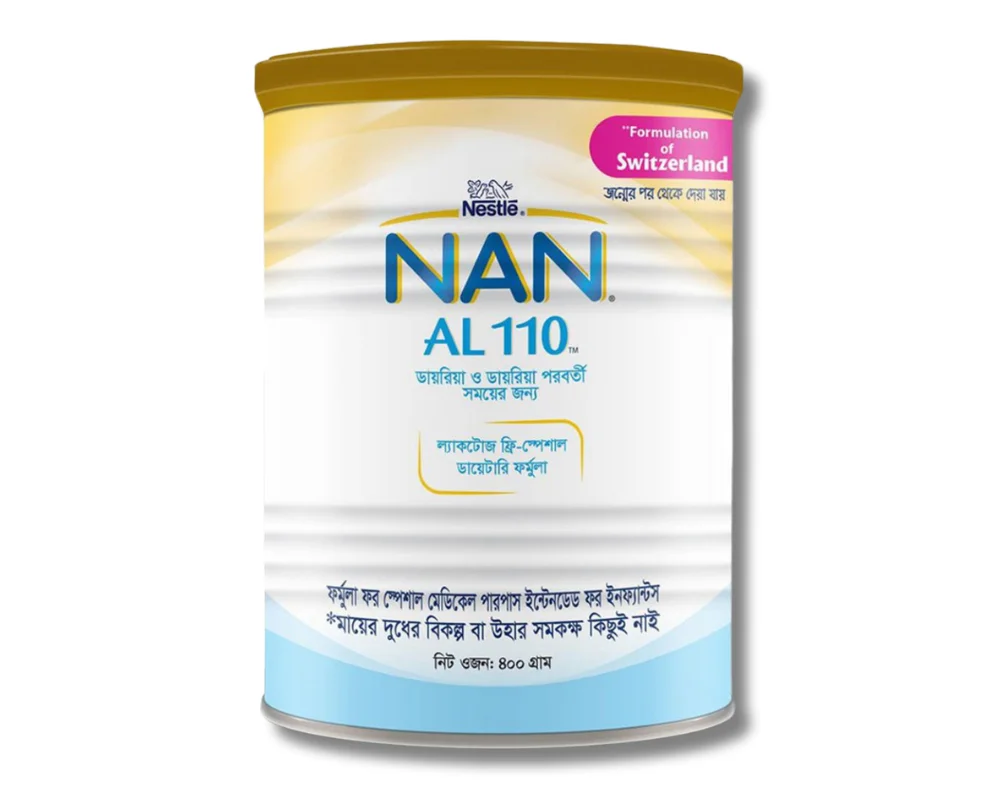 **Formulation
of
Switzerland
জন্মের পর থেকে দেয়া যায়
Nestlé®
NAN®
AL 110™
ডায়রিয়া ও ডায়রিয়া পরবর্তী
সময়ের জন্য
ল্যাকটোজ ফ্রি-স্পেশাল
ডায়েটারি ফর্মুলা
ফর্মুলা ফর স্পেশাল মেডিকেল পারপাস ইন্টেনডেড ফর ইনফ্যান্টস
*মায়ের দুধের বিকল্প বা উহার সমকক্ষ কিছুই নাই
নিট ওজন: ৪০০ গ্রাম